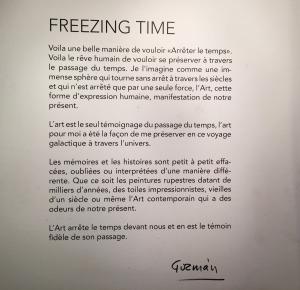 FREEZING TIME
Voila une belle manière de vouloir «Arrêter le temps».
Voila le rêve humain de vouloir se préserver à travers
le passage du temps. Je l'imagine comme une im-
mense sphère qui tourne sans arrêt à travers les siècles
et qui n'est arrêté que par une seule force, l'Art, cette
forme d'expression humaine, manifestation de notre
présent.
L'art est le seul témoignage du passage du temps, l'art
pour moi a été la façon de me préserver en ce voyage
galactique à travers l'univers.
Les mémoires et les histoires sont petit à petit effa-
cées, oubliées ou interprétées d'une manière diffé-
rente. Que ce soit les peintures rupestres datant de
milliers d'années, des toiles impressionnistes, vieilles
d'un siècle ou même l'Art contemporain qui a des
odeurs de notre présent.
L'Art arrête le temps devant nous et en est le témoin
fidèle de son passage.
Guzmán